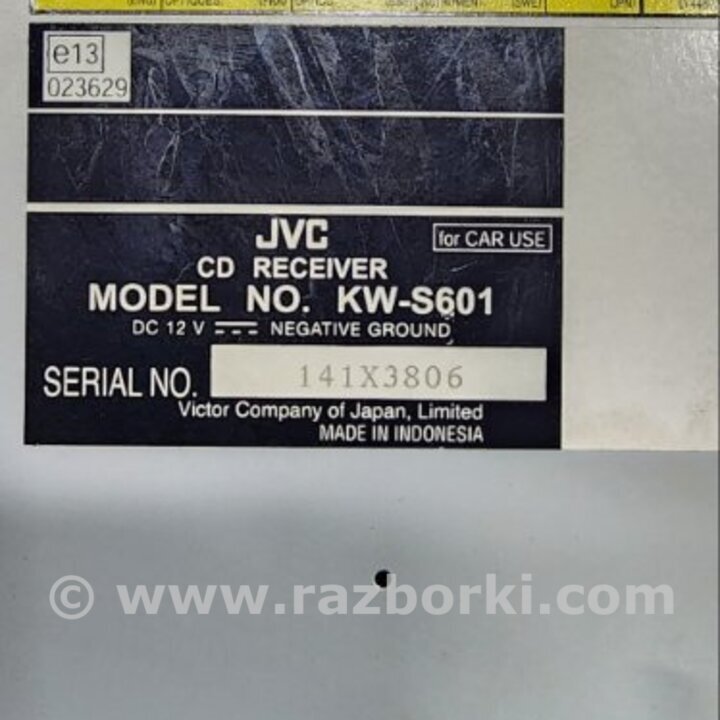 e13
023629
JVC
for CAR USE
CD RECEIVER
MODEL NO. KW-S601
DC 12 V NEGATIVE GROUND
SERIAL NO. 141X3806
Victor Company of Japan, Limited
MADE IN INDONESIA
© www.razborki.com